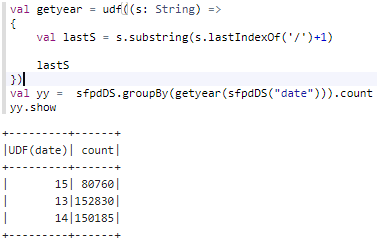 val getyear = udf((s: String) =>
{
    val lastS = s.substring(s.lastIndexOf('/')+1)
    lastS
})
val yy =  sfpdDS.groupBy(getyear(sfpdDS("date"))).count
yy.show
+---------+------+
|UDF(date)| count|
+---------+------+
|       15| 80760|
|       13|152830|
|       14|150185|
+---------+------+